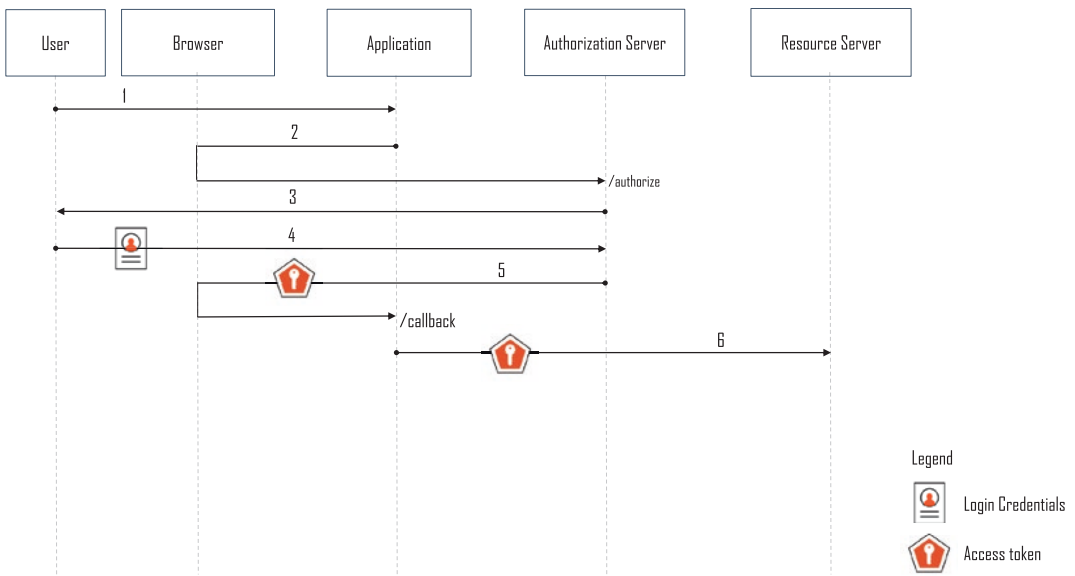 User
Browser
Application
Authorization Server
Resource Server
1
2
/authorize
3
4
5
/callback
6
Legend
Login Credentials
Access token